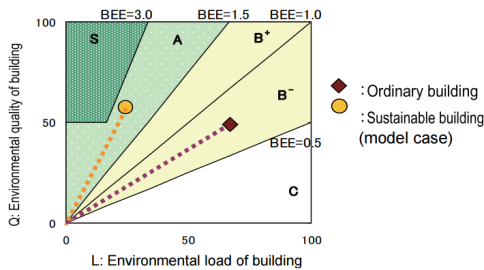 BEE=3.0 BEE=1.5 BEE=1.0
100
S
A
B+
B-
BEE=0.5
C
50
0
0 50 100
Q: Environmental quality of building
L: Environmental load of building
: Ordinary building
: Sustainable building
(model case)